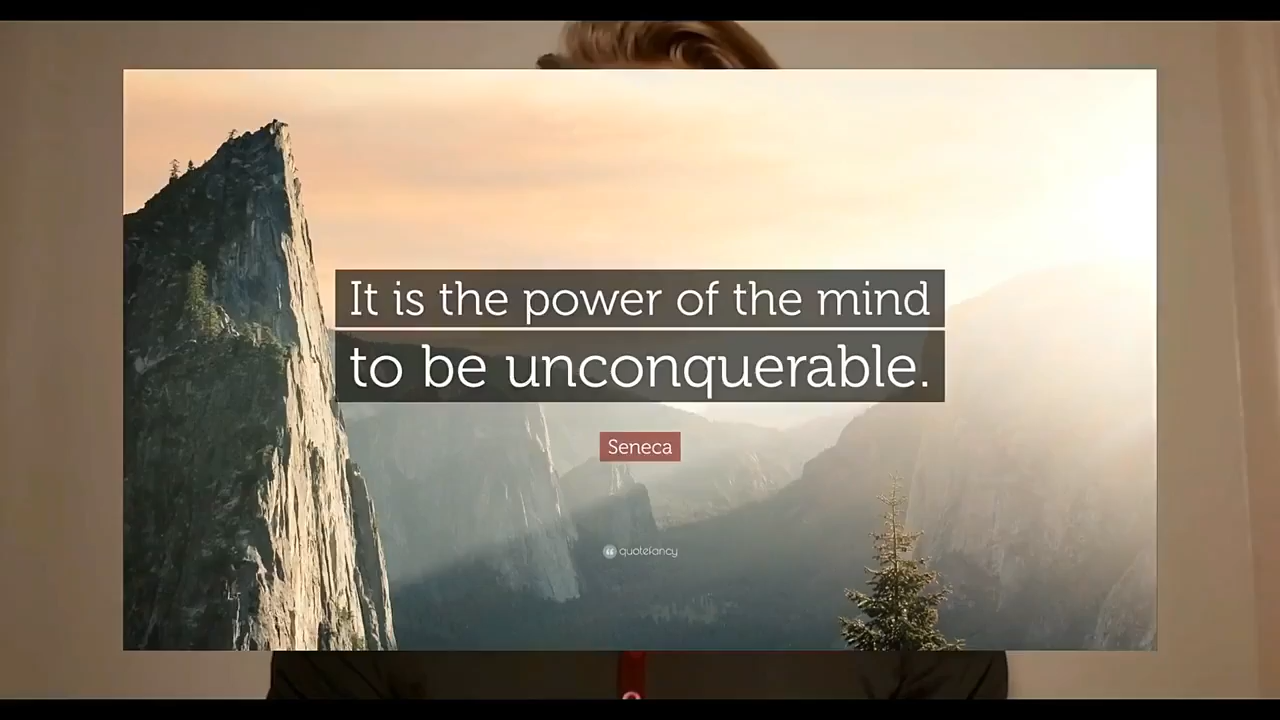 It is the power of the mind
to be unconquerable.
Seneca
quotefancy